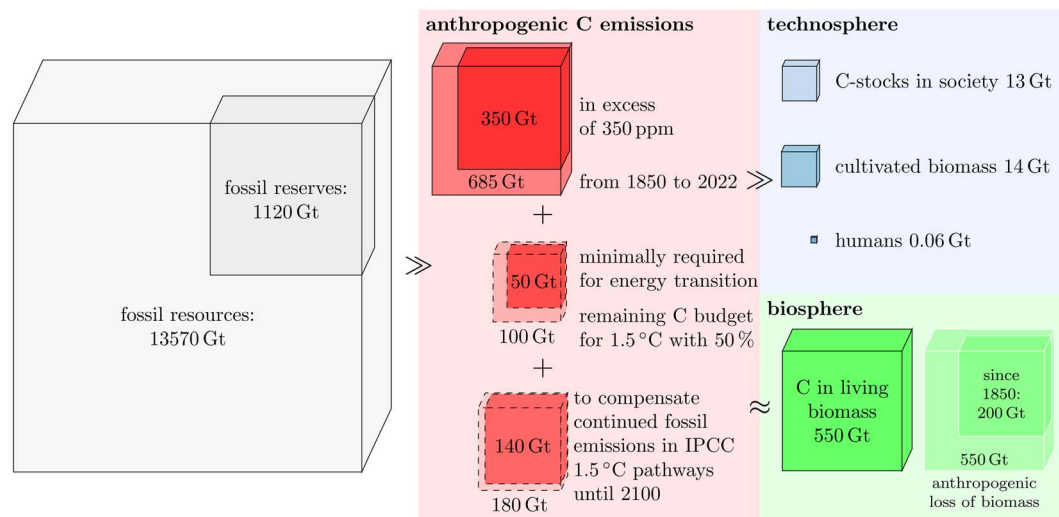 fossil reserves:
1120 Gt
fossil resources:
13570 Gt
≫
anthropogenic C emissions
350 Gt
in excess
of 350 ppm
685 Gt
from 1850 to 2022
+
50 Gt
minimally required
for energy transition
100 Gt
remaining C budget
for 1.5 °C with 50 %
+
140 Gt
180 Gt
to compensate
continued fossil
emissions in IPCC
1.5 °C pathways
until 2100
≫
≈
technosphere
C-stocks in society 13 Gt
cultivated biomass 14 Gt
humans 0.06 Gt
biosphere
C in living
biomass
550 Gt
since
1850:
200 Gt
550 Gt
anthropogenic
loss of biomass